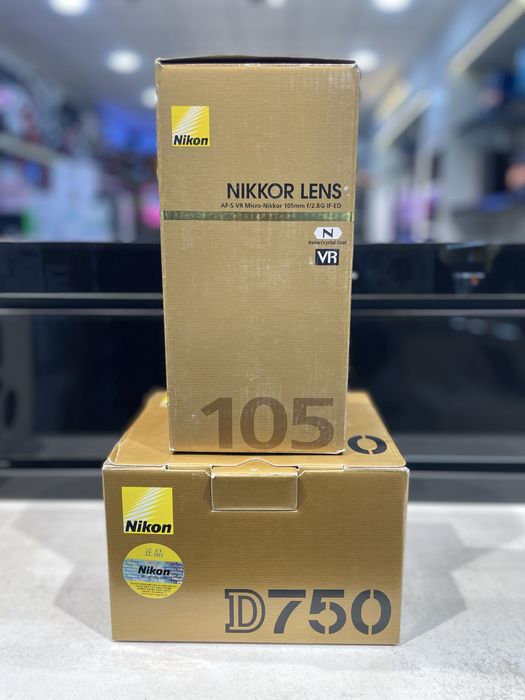 Nikon
NIKKOR LENS
AF-S VR Micro-Nikkor 105mm f/2.8G IF-ED
N
Nano Crystal Coat
VR
105
0
Nikon
正品
Nikon
D750